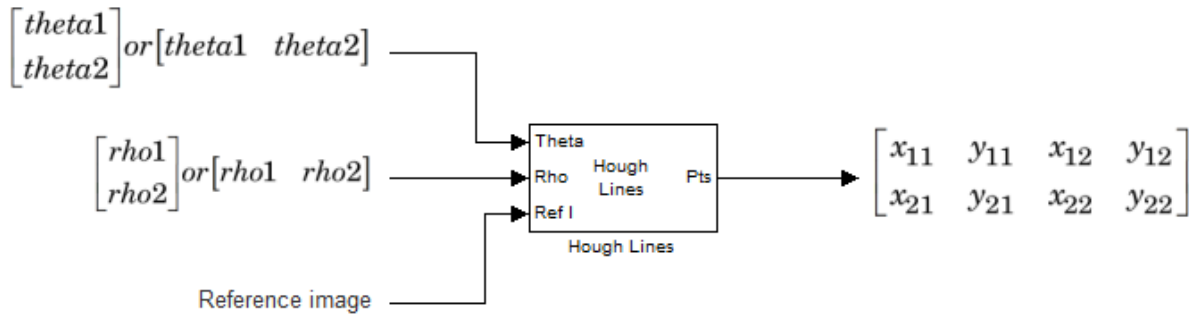 [theta1
theta2] or [theta1 theta2]
[rho1
rho2] or [rho1 rho2]
Reference image
Theta
Rho
Ref I
Hough
Lines
Pts
Hough Lines
[x11 y11 x12 y12
x21 y21 x22 y22]